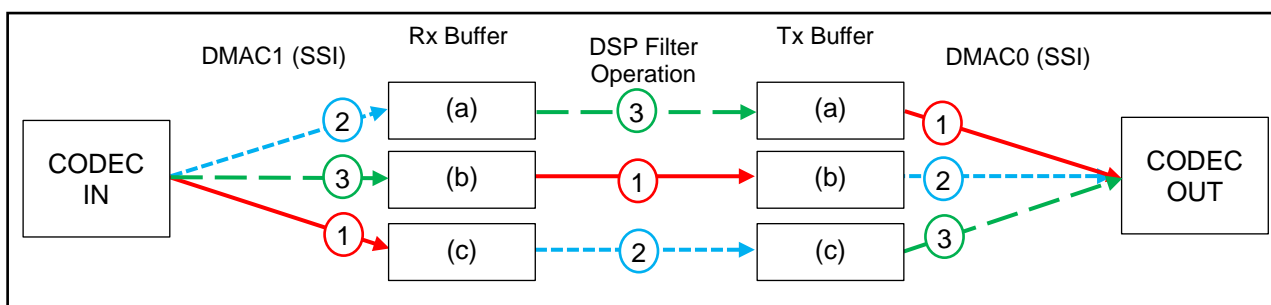 DMAC1 (SSI)
Rx Buffer
DSP Filter
Operation
Tx Buffer
DMAC0 (SSI)
CODEC
IN
2
(a)
3
(a)
1
3
(b)
1
(b)
2
1
(c)
2
(c)
3
CODEC
OUT